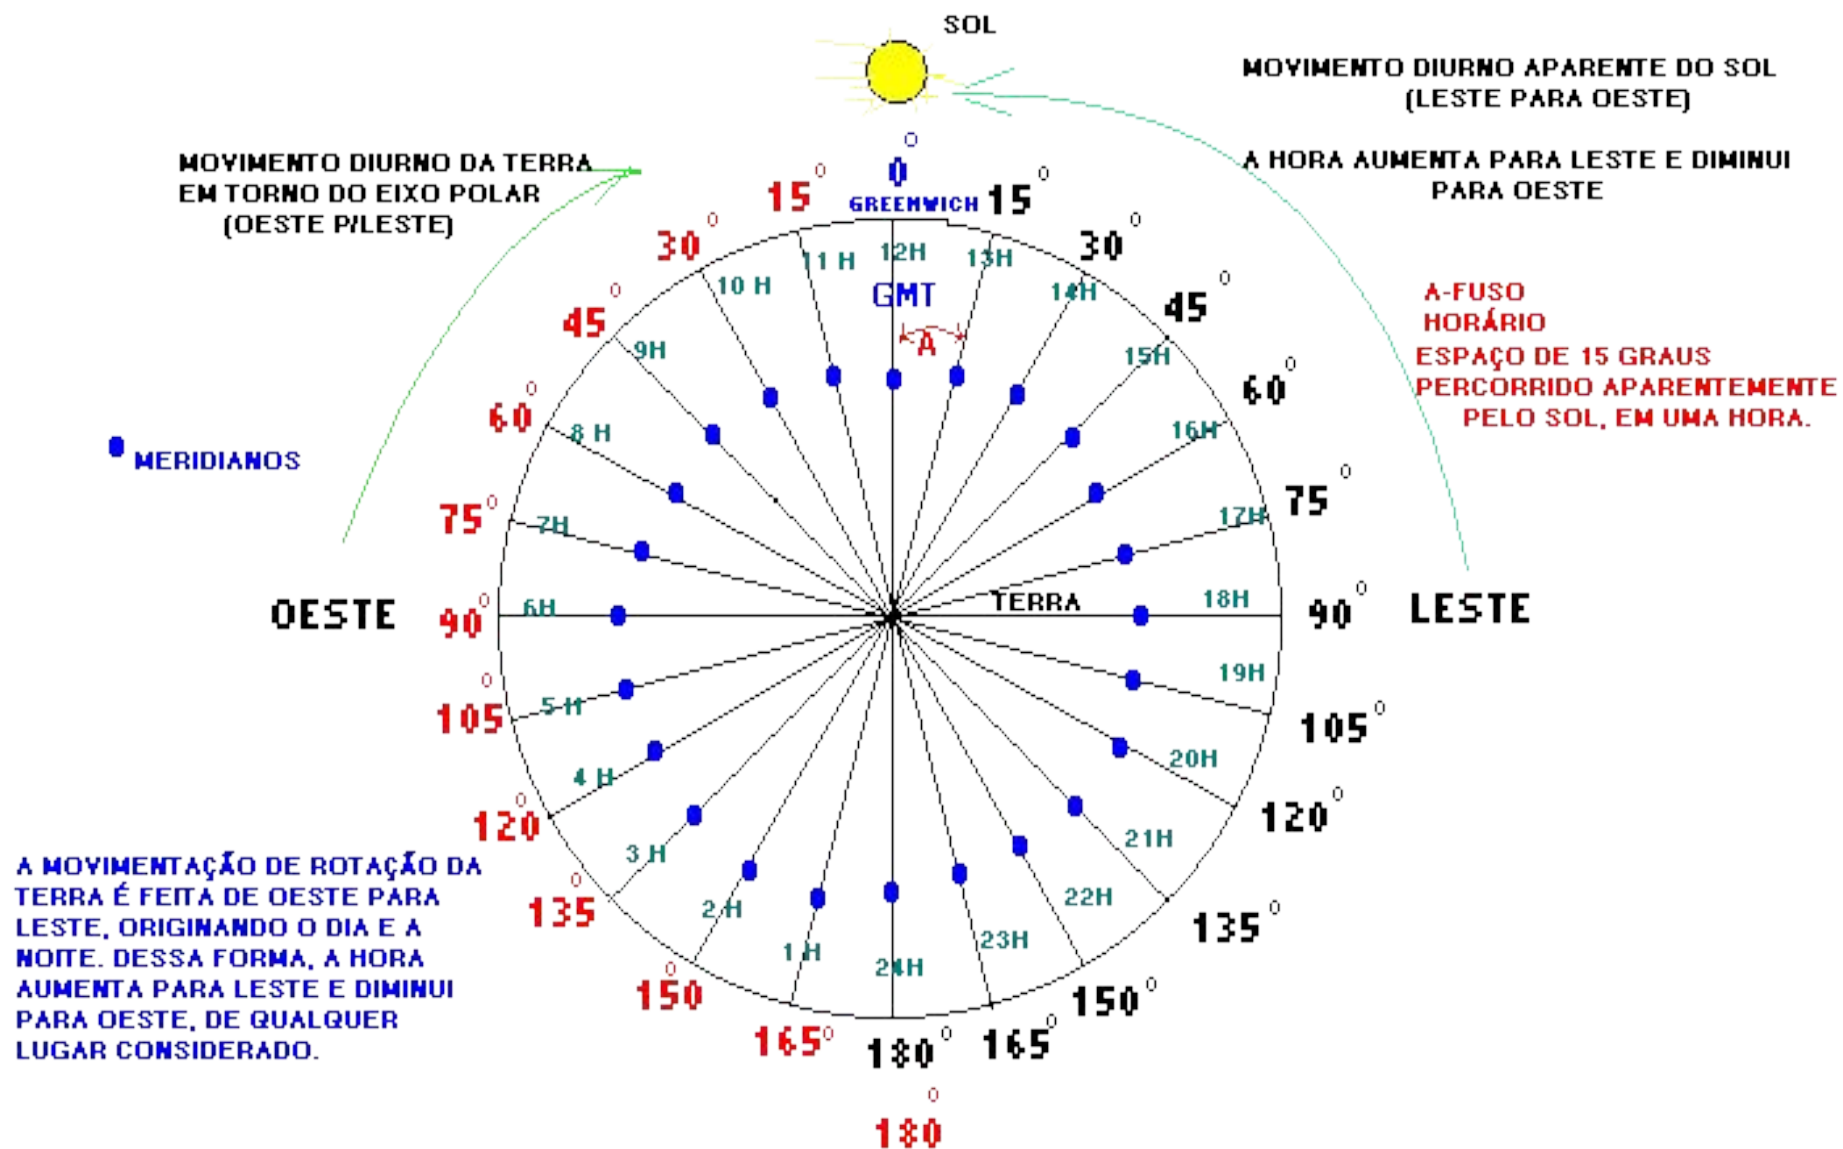 SOL
MOVIMENTO DIURNO APARENTE DO SOL
(LESTE PARA OESTE)
A HORA AUMENTA PARA LESTE E DIMINUI
PARA OESTE
MOVIMENTO DIURNO DA TERRA
EM TORNO DO EIXO POLAR
(OESTE P/LESTE)
A-FUSO
HORÁRIO
ESPAÇO DE 15 GRAUS
PERCORRIDO APARENTEMENTE
PELO SOL, EM UMA HORA.
MERIDIANOS
0°
GREENWICH
15°
30°
45°
60°
75°
90°
LESTE
105°
120°
135°
150°
165°
180°
180°
165°
150
°
135
°
120
°
105
°
90°
OESTE
75°
60°
45°
30°
15°
12H
GMT
A
13H
14H
15H
16H
17H
18H
TERRA
19H
20H
21H
22H
23H
24H
1 H
2 H
3 H
4 H
5 H
6H
7H
8 H
9H
10 H
11 H
A MOVIMENTAÇÃO DE ROTAÇÃO DA
TERRA É FEITA DE OESTE PARA
LESTE, ORIGINANDO O DIA E A
NOITE. DESSA FORMA, A HORA
AUMENTA PARA LESTE E DIMINUI
PARA OESTE, DE QUALQUER
LUGAR CONSIDERADO.